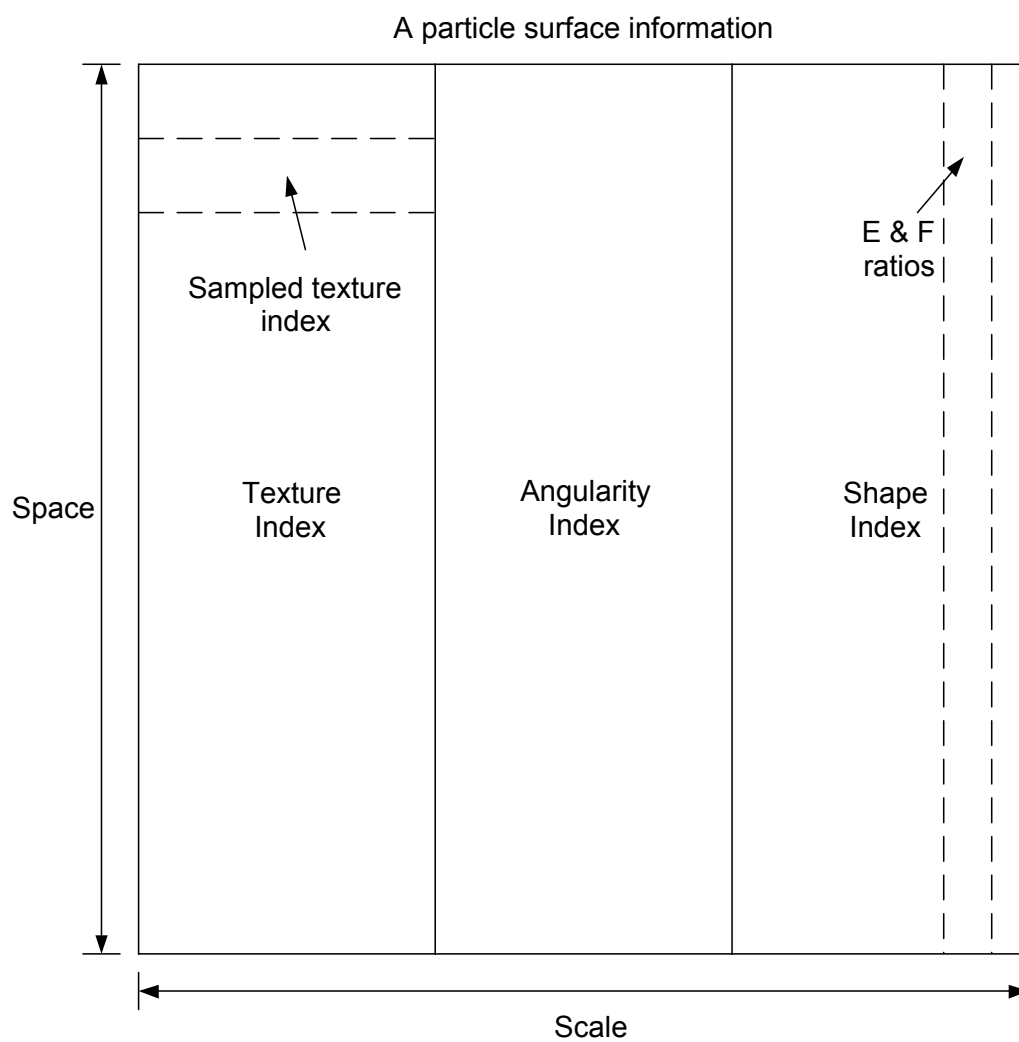 A particle surface information
E & F
ratios
Sampled texture
index
Space
Texture
Index
Angularity
Index
Shape
Index
Scale